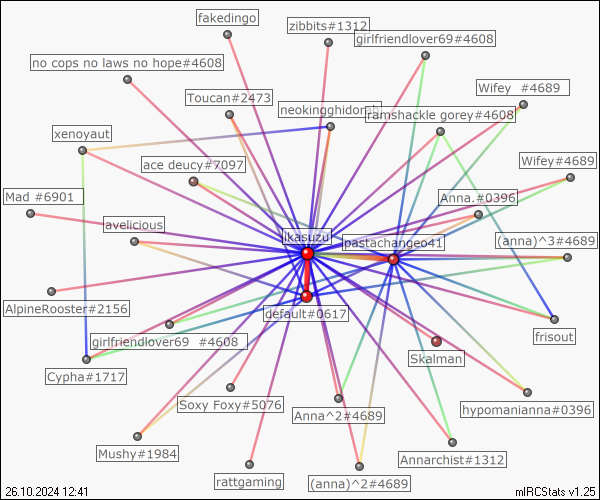 fakedingo
zibbits#1312
girlfriendlover69#4608
no cops no laws no hope#4608
Wifey #4689
Toucan#2473
ramshackle gorey#4608
xenoyaut
ace deucy#7097
Wifey#4689
Mad #6901
Anna.#0396
avelicious
ikasuzu
pastachange041
(anna)^3#4689
AlpineRooster#2156
default#0617
frisout
girlfriendlover69 #4608
Skalman
Cypha#1717
Soxy Foxy#5076
Anna^2#4689
hypomanianna#0396
Mushy#1984
Annarchist#1312
rattgaming
(anna)^2#4689
26.10.2024 12:41
mIRCStats v1.25